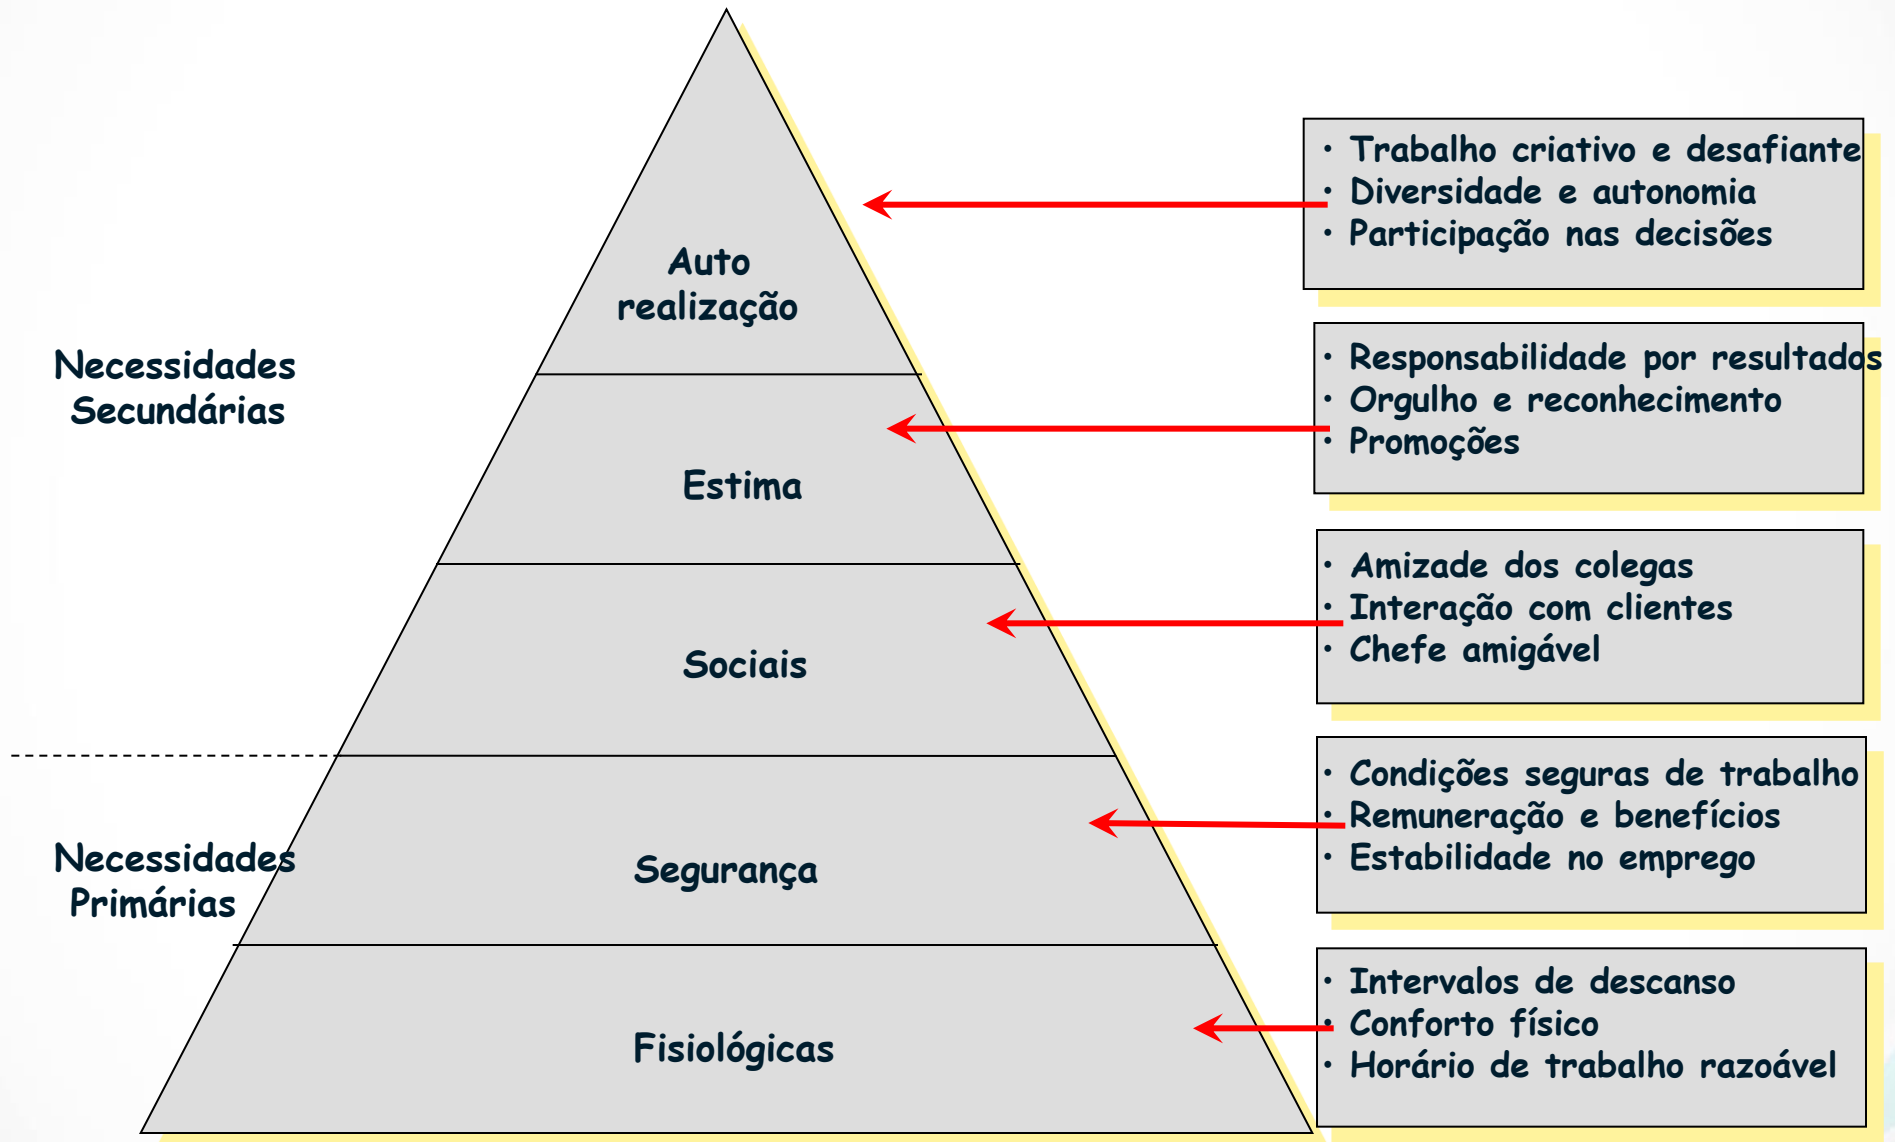 Auto
realização
Necessidades
Secundárias
Estima
Sociais
Necessidades
Primárias
Segurança
Fisiológicas
• Trabalho criativo e desafiante
• Diversidade e autonomia
• Participação nas decisões
• Responsabilidade por resultados
• Orgulho e reconhecimento
• Promoções
• Amizade dos colegas
• Interação com clientes
• Chefe amigável
• Condições seguras de trabalho
• Remuneração e benefícios
• Estabilidade no emprego
• Intervalos de descanso
• Conforto físico
• Horário de trabalho razoável